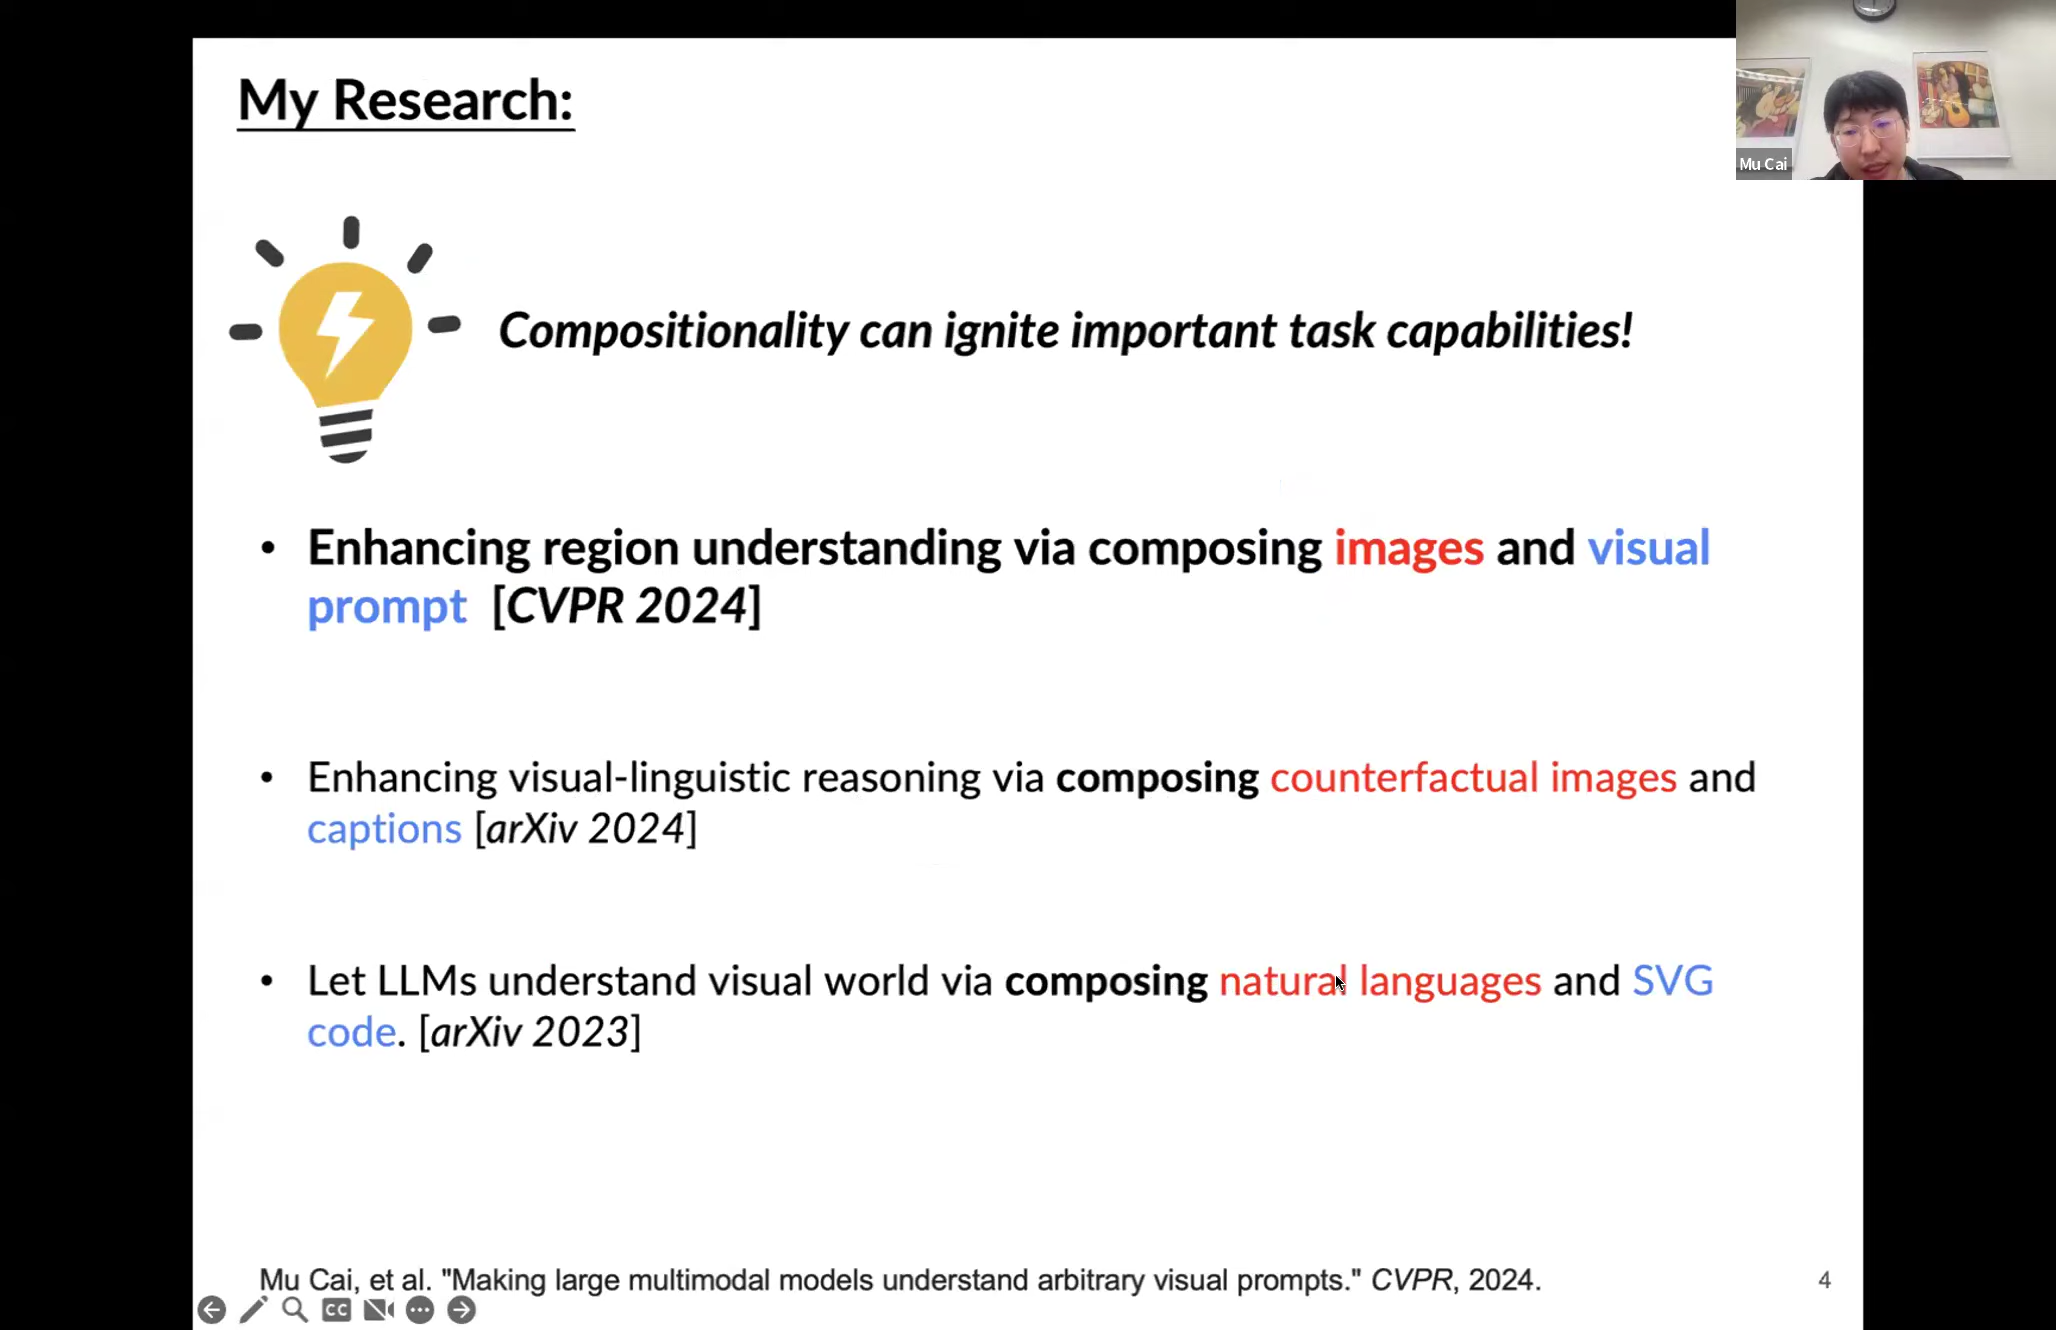 My Research:
Mu Cai
Compositionality can ignite important task capabilities!
• Enhancing region understanding via composing images and visual
prompt [CVPR 2024]
• Enhancing visual-linguistic reasoning via composing counterfactual images and
captions [arXiv 2024]
• Let LLMs understand visual world via composing natural languages and SVG
code. [arXiv 2023]
Mu Cai, et al. "Making large multimodal models understand arbitrary visual prompts." CVPR, 2024.
4
CC